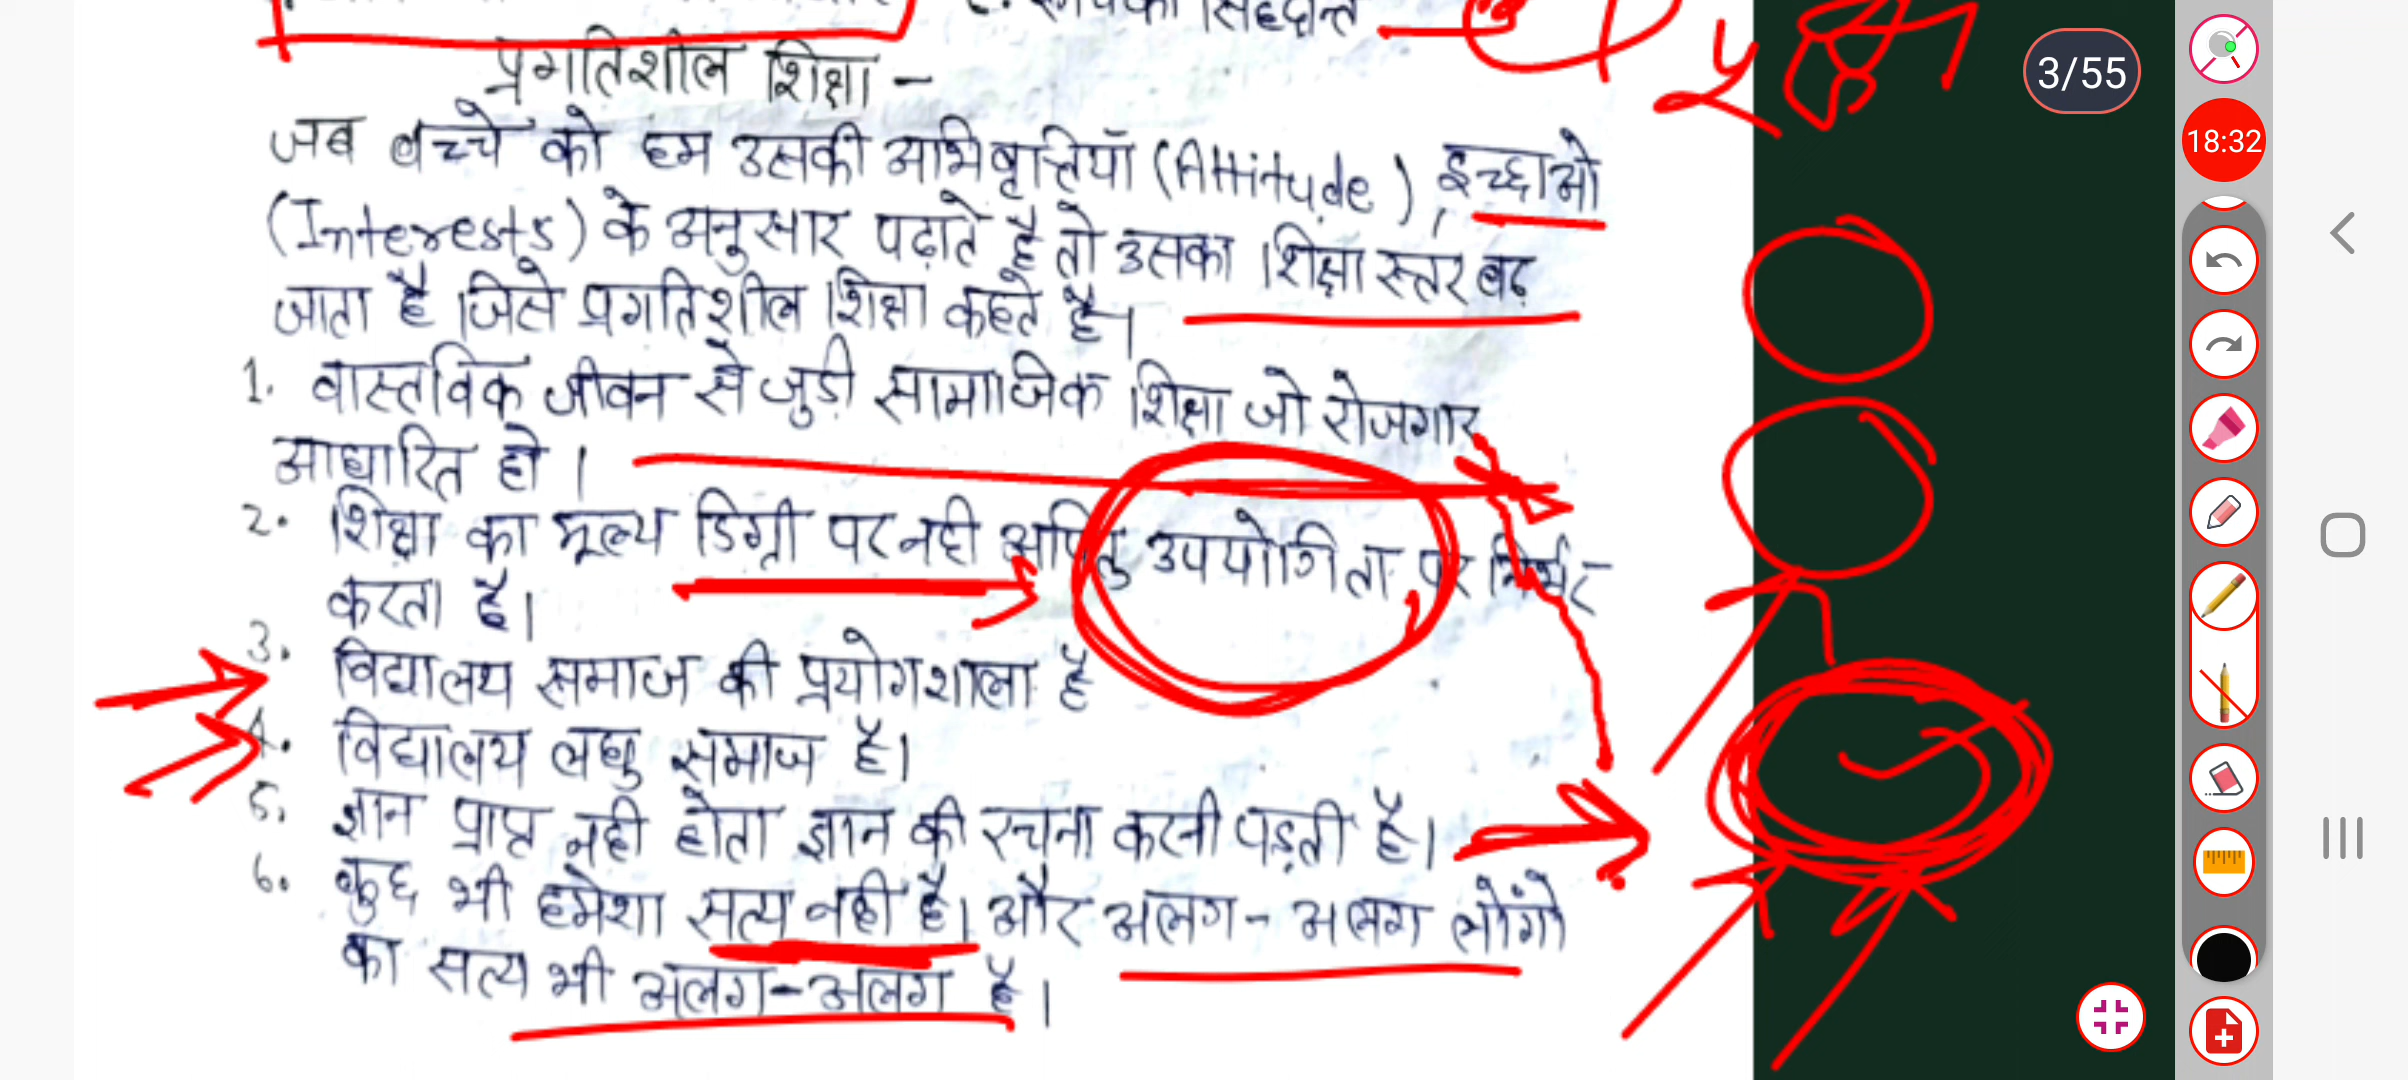 सिद्धान्त
प्रगतिशील शिक्षा -
3/55
18:32
जब बच्चे को हम उसकी अभिवृत्तियाँ (Attitude), इच्छाओ
(Interests) के अनुसार पढ़ाते है तो उसका शिक्षा स्तर बढ़
जाता है जिसे प्रगतिशील शिक्षा कहते है।
1. वास्तविक जीवन से जुड़ी सामाजिक शिक्षा जो रोजगार
आधारित हो।
2. शिक्षा का मूल्य डिग्री पर नही अपितु उपयोगिता पर निर्भर
करता है।
3. विद्यालय समाज की प्रयोगशाला है
4. विद्यालय लघु समाज है।
5. ज्ञान प्राप्त नही होता ज्ञान की रचना करनी पड़ती है।
6. कुछ भी हमेशा सत्य नही है। और अलग-अलग लोंगो
का सत्य भी अलग-अलग है।